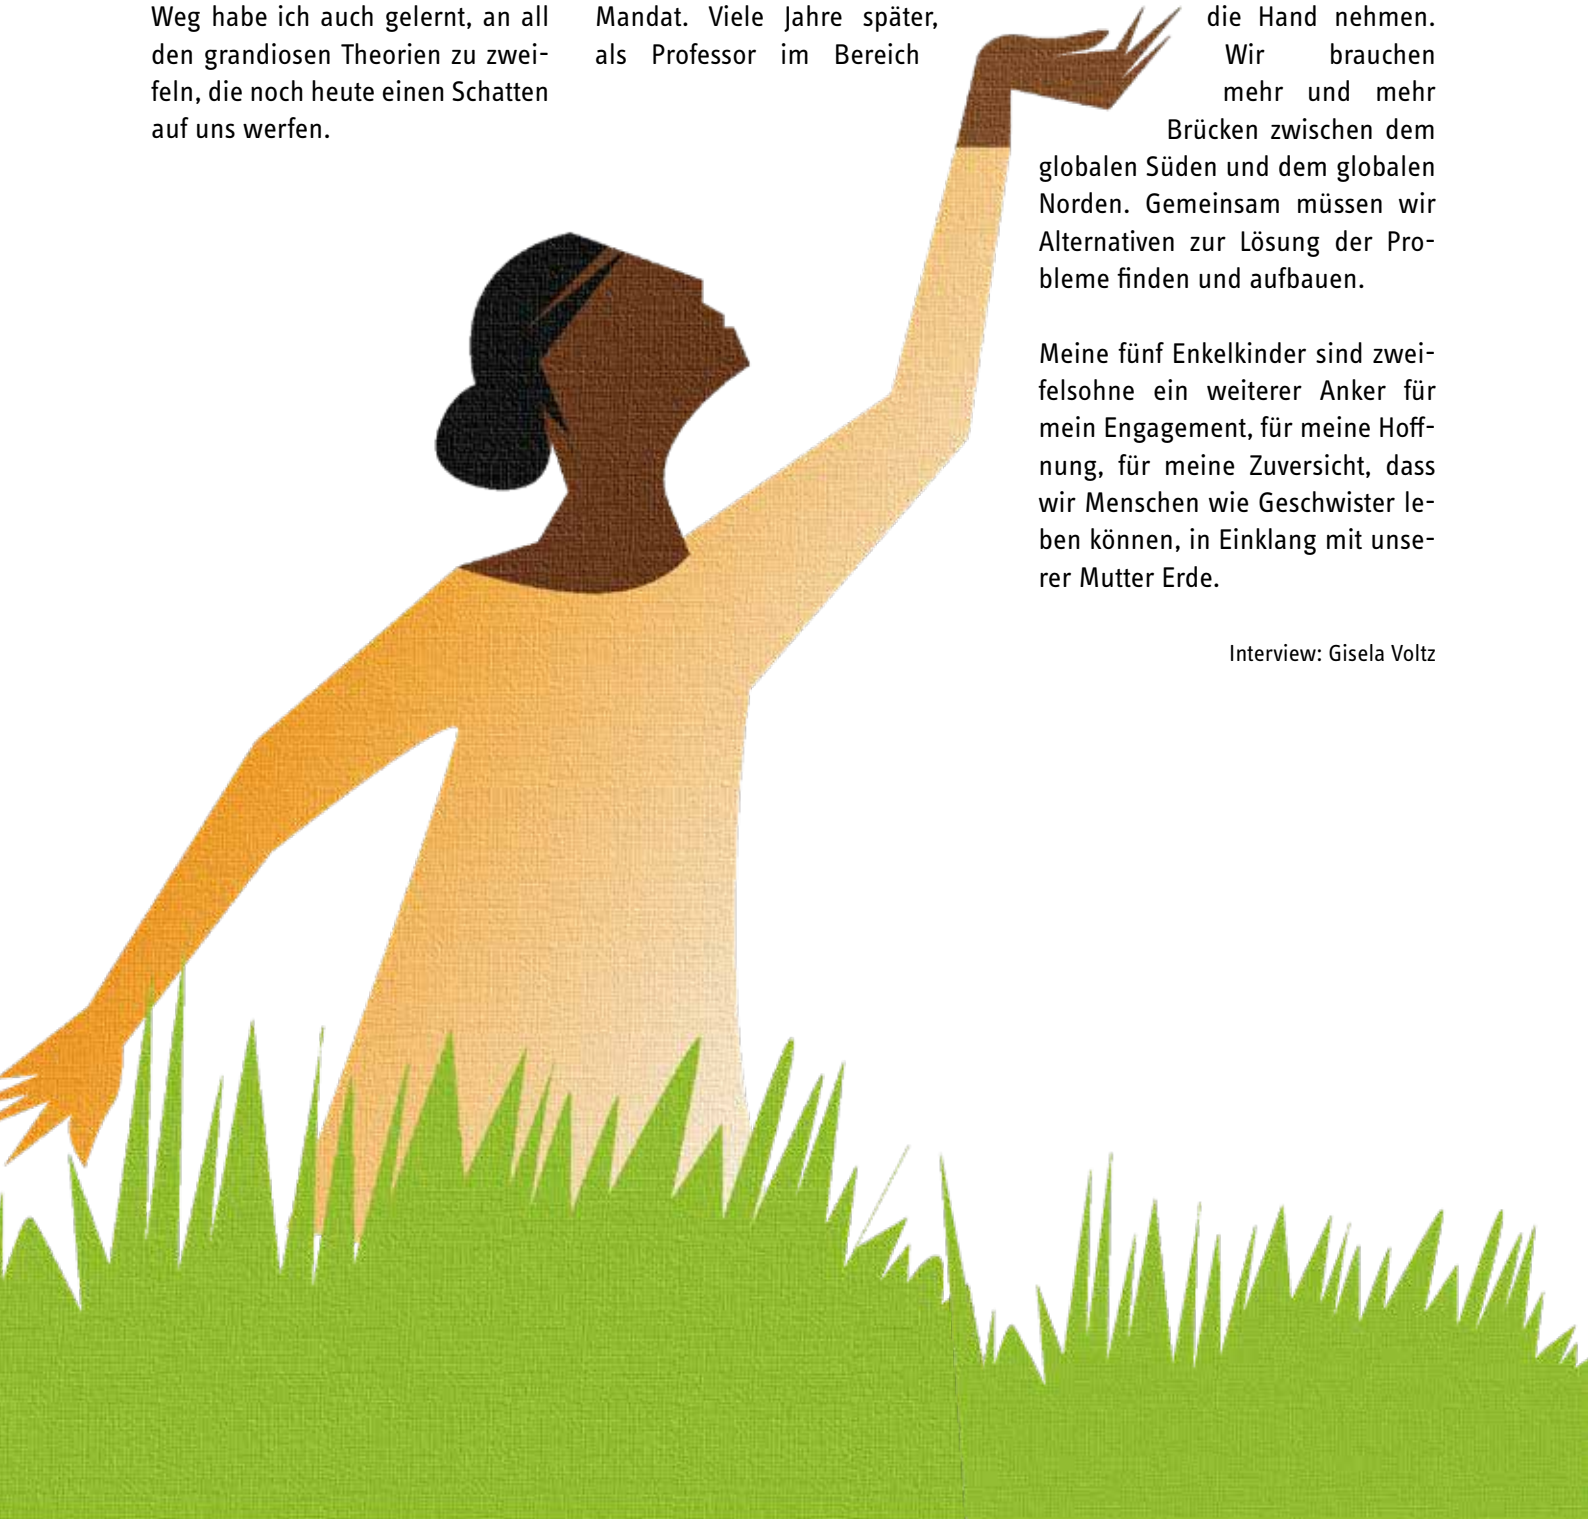 Weg habe ich auch gelernt, an all
den grandiosen Theorien zu zwei-
feln, die noch heute einen Schatten
auf uns werfen.
Mandat. Viele Jahre später,
als Professor im Bereich
die Hand nehmen.
Wir brauchen
mehr und mehr
Brücken zwischen dem
globalen Süden und dem globalen
Norden. Gemeinsam müssen wir
Alternativen zur Lösung der Pro-
bleme finden und aufbauen.
Meine fünf Enkelkinder sind zwei-
felsohne ein weiterer Anker für
mein Engagement, für meine Hoff-
nung, für meine Zuversicht, dass
wir Menschen wie Geschwister le-
ben können, in Einklang mit unse-
rer Mutter Erde.
Interview: Gisela Voltz